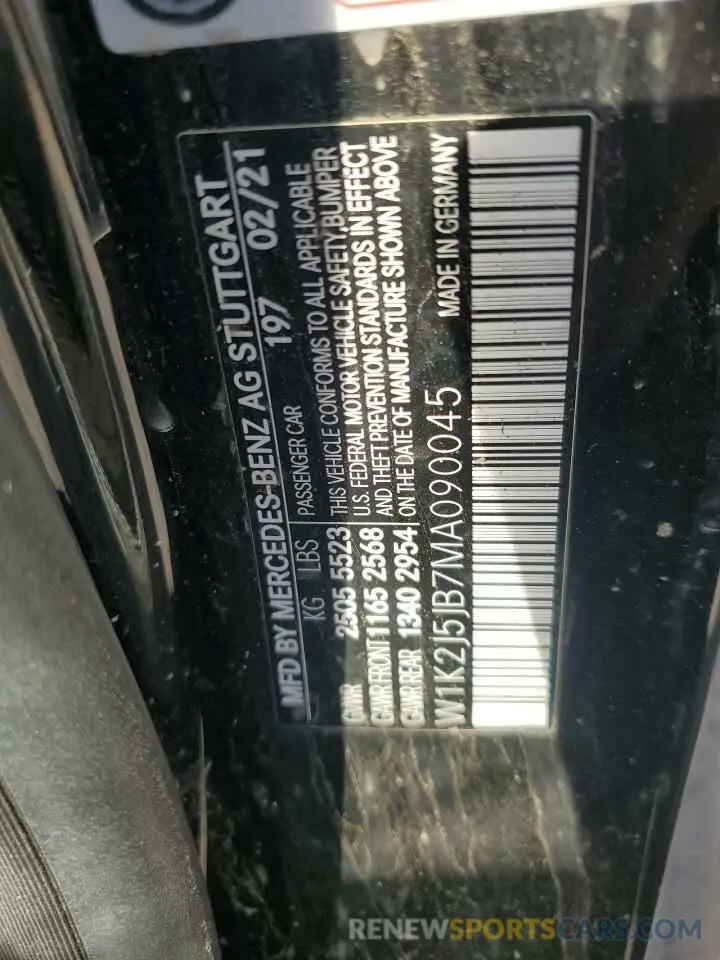 MFD BY MERCEDES-BENZ AG STUTTGART
197 02/21
KG LBS PASSENGER CAR
GVWR 2505 5523 THIS VEHICLE CONFORMS TO ALL APPLICABLE
GAWR FRONT 1165 2568 U.S. FEDERAL MOTOR VEHICLE SAFETY, BUMPER
GAWR REAR 1340 2954 AND THEFT PREVENTION STANDARDS IN EFFECT
ON THE DATE OF MANUFACTURE SHOWN ABOVE
W1K2J5JB7MA090045 MADE IN GERMANY
RENEWSPORTSCARS.COM